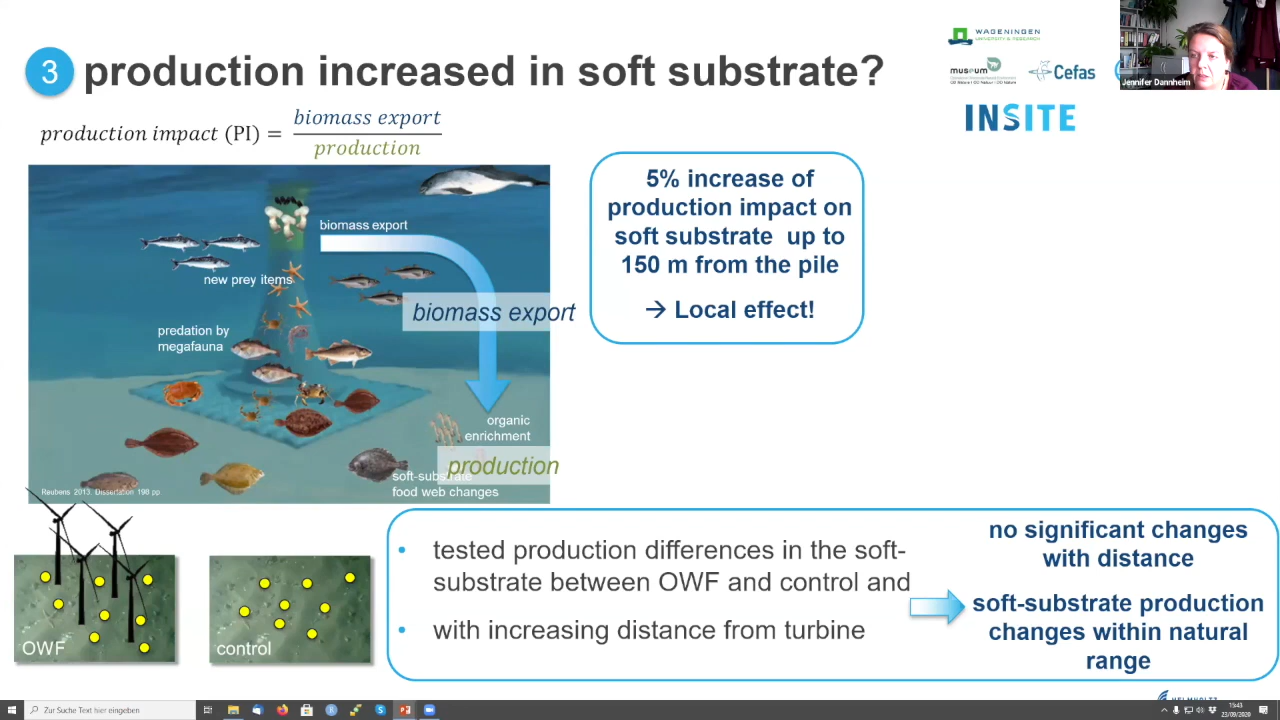 3 production increased in soft substrate?
WAGENINGEN
UNIVERSITY & RESEARCH
museum
Cefas
Jennifer Dannheim
INSITE
production impact (PI) = biomass export
production
5% increase of
production impact on
soft substrate up to
150 m from the pile
→ Local effect!
biomass export
new prey items
biomass export
predation by
megafauna
organic
enrichment
production
soft-substrate
food web changes
Reubens 2013. Dissertation 198 pp
OWF
control
• tested production differences in the soft-
substrate between OWF and control and
• with increasing distance from turbine
no significant changes
with distance
soft-substrate production
changes within natural
range
HELMHOLTZ
Zur Suche Text hier eingeben
15:43
23/09/2020